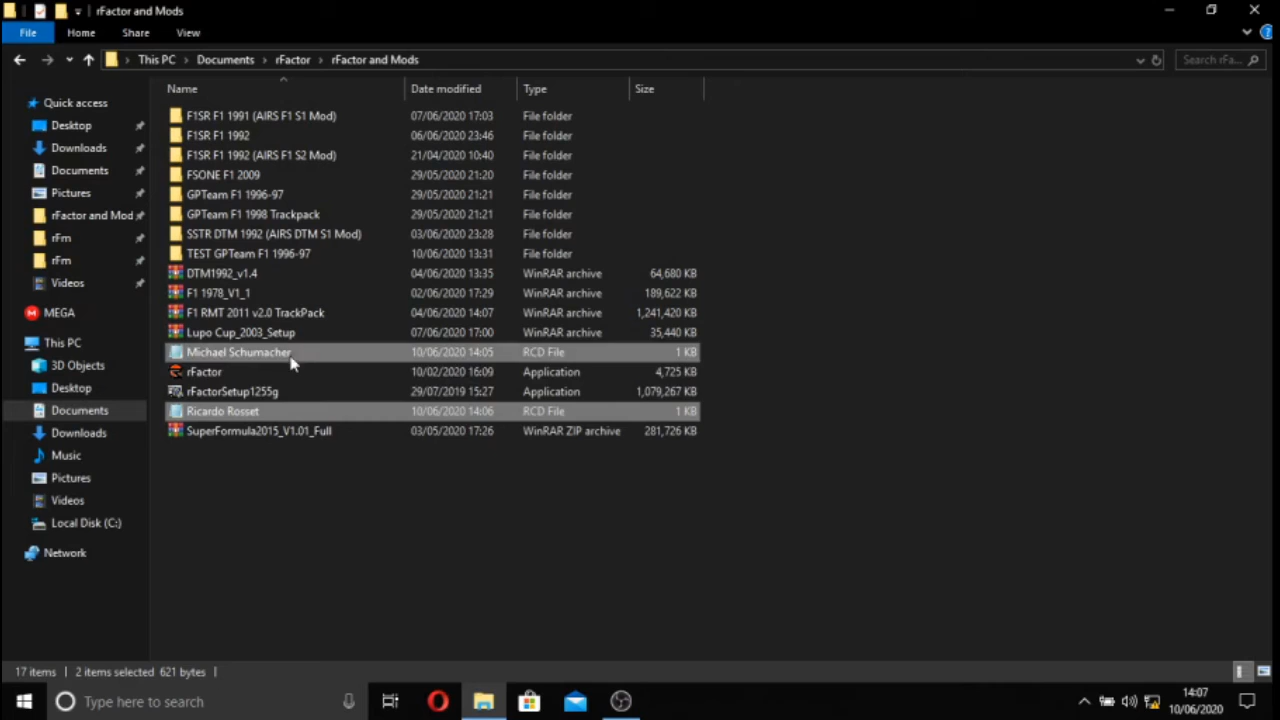 rFactor and Mods
File Home Share View
This PC Documents rFactor rFactor and Mods Search rFa...
Name Date modified Type Size
Quick access
Desktop
Downloads
Documents
Pictures
rFactor and Mod
rFm
rFm
Videos
MEGA
This PC
3D Objects
Desktop
Documents
Downloads
Music
Pictures
Videos
Local Disk (C:)
Network
F1SR F1 1991 (AIRS F1 S1 Mod) 07/06/2020 17:03 File folder
F1SR F1 1992 06/06/2020 23:46 File folder
F1SR F1 1992 (AIRS F1 S2 Mod) 21/04/2020 10:40 File folder
FSONE F1 2009 29/05/2020 21:20 File folder
GPTeam F1 1996-97 29/05/2020 21:21 File folder
GPTeam F1 1998 Trackpack 29/05/2020 21:21 File folder
SSTR DTM 1992 (AIRS DTM S1 Mod) 03/06/2020 23:28 File folder
TEST GPTeam F1 1996-97 10/06/2020 13:31 File folder
DTM1992_v1.4 04/06/2020 13:35 WinRAR archive 64,680 KB
F1 1978_V1_1 02/06/2020 17:29 WinRAR archive 189,622 KB
F1 RMT 2011 v2.0 TrackPack 04/06/2020 14:07 WinRAR archive 1,241,420 KB
Lupo Cup_2003_Setup 07/06/2020 17:00 WinRAR archive 35,440 KB
Michael Schumacher 10/06/2020 14:05 RCD File 1 KB
rFactor 10/02/2020 16:09 Application 4,725 KB
rFactorSetup1255g 29/07/2019 15:27 Application 1,079,267 KB
Ricardo Rosset 10/06/2020 14:06 RCD File 1 KB
SuperFormula2015_V1.01_Full 03/05/2020 17:26 WinRAR ZIP archive 281,726 KB
17 items 2 items selected 621 bytes
Type here to search
14:07
10/06/2020